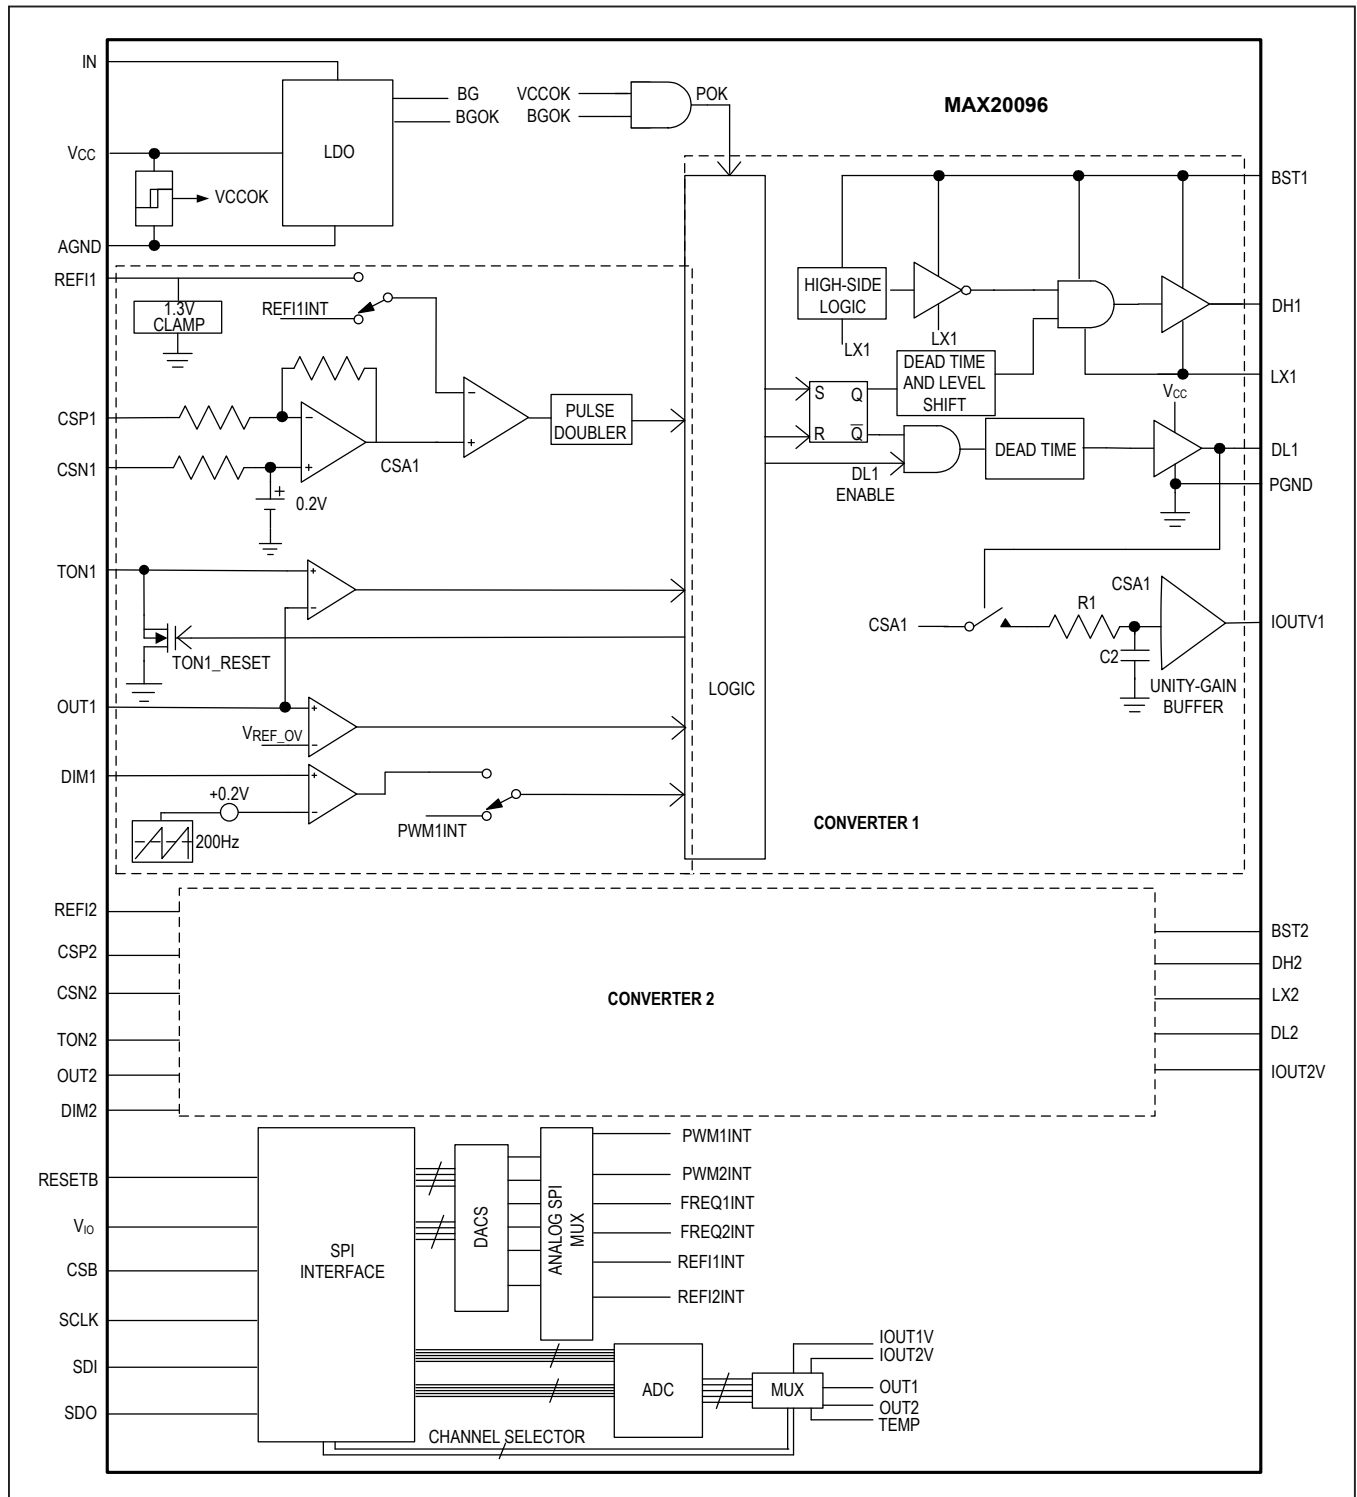 IN
BG
BGOK
VCCOK
BGOK
POK
MAX20096
VCC
LDO
VCCOK
AGND
BST1
REFI1
1.3V
CLAMP
REFI1INT
HIGH-SIDE
LOGIC
LX1
LX1
DH1
DEAD TIME
AND LEVEL
SHIFT
LX1
CSP1
−
+
CSA1
−
+
PULSE
DOUBLER
S
Q
R
Q̅
VCC
CSN1
+
0.2V
DL1
ENABLE
DEAD TIME
DL1
PGND
TON1
+
−
TON1_RESET
CSA1
R1
C2
CSA1
UNITY-GAIN
BUFFER
IOUTV1
LOGIC
OUT1
+
−
VREF_OV
DIM1
+
−
+0.2V
200Hz
PWM1INT
CONVERTER 1
REFI2
CSP2
CSN2
TON2
OUT2
DIM2
CONVERTER 2
BST2
DH2
LX2
DL2
IOUT2V
RESETB
VIO
CSB
SCLK
SDI
SDO
SPI
INTERFACE
DACS
ANALOG SPI
MUX
PWM1INT
PWM2INT
FREQ1INT
FREQ2INT
REFI1INT
REFI2INT
ADC
MUX
IOUT1V
IOUT2V
OUT1
OUT2
TEMP
CHANNEL SELECTOR